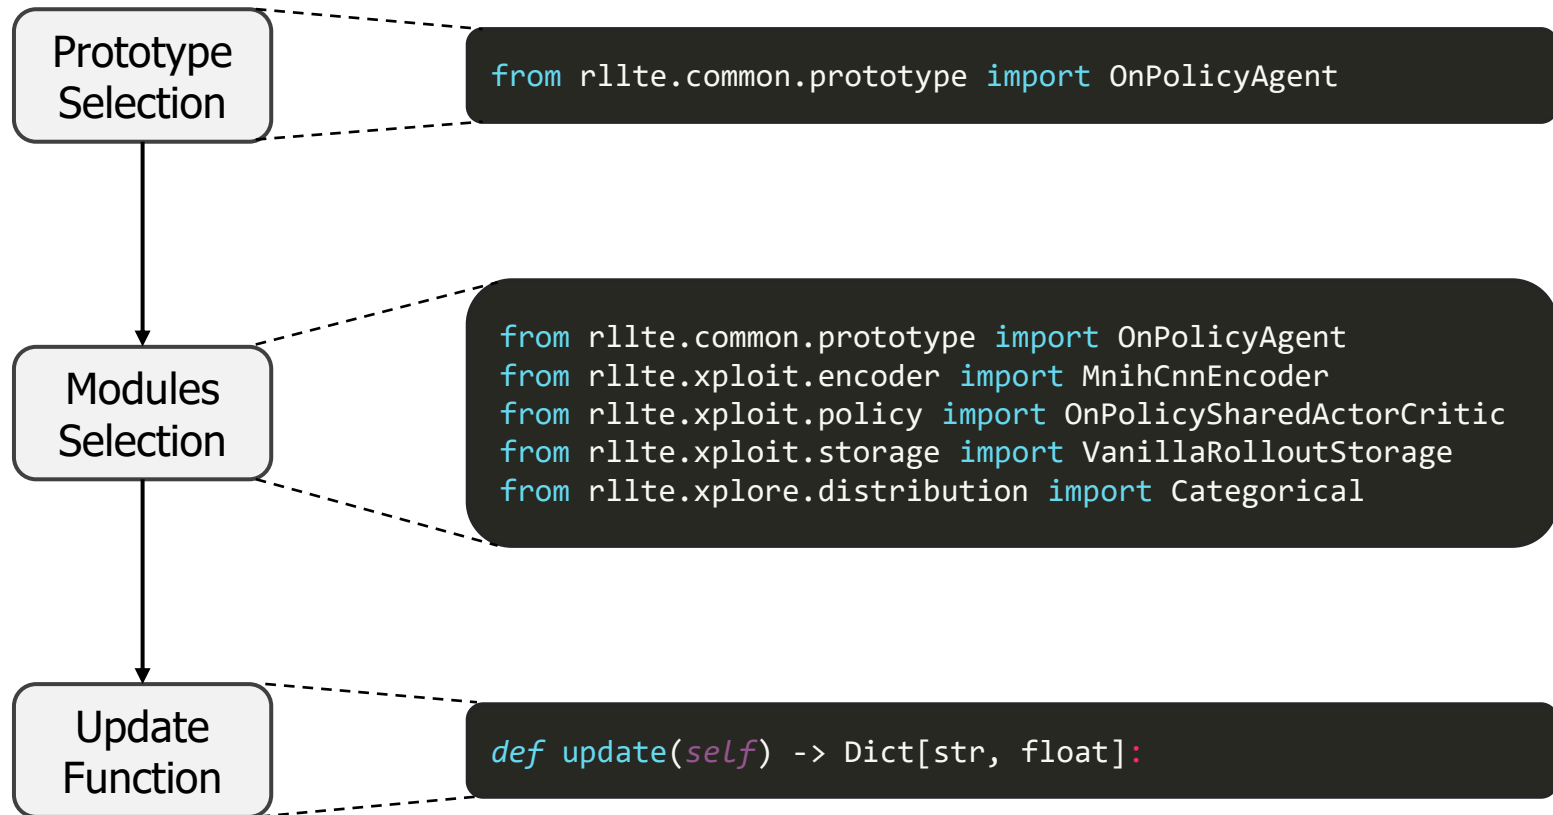 Prototype
Selection
from rllte.common.prototype import OnPolicyAgent
Modules
Selection
from rllte.common.prototype import OnPolicyAgent
from rllte.xploit.encoder import MnihCnnEncoder
from rllte.xploit.policy import OnPolicySharedActorCritic
from rllte.xploit.storage import VanillaRolloutStorage
from rllte.xplore.distribution import Categorical
Update
Function
def update(self) -> Dict[str, float]: